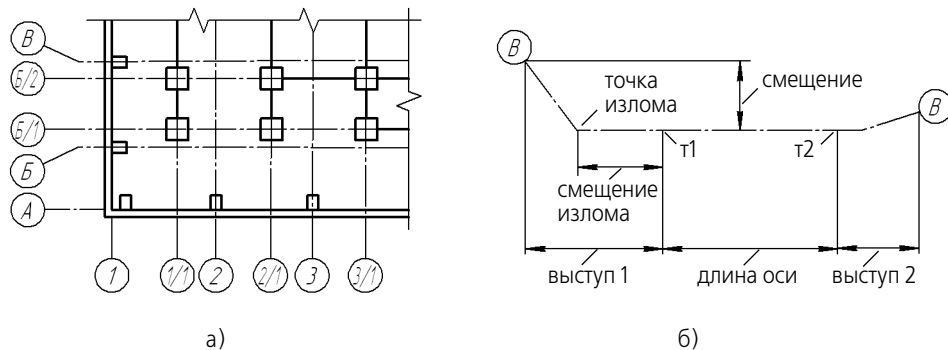 В
Б/2
Б/1
Б
А
1
1/1
2
2/1
3
3/1
а)
В
точка
излома
смещение
В
т1
т2
смещение
излома
выступ 1
длина оси
выступ 2
б)